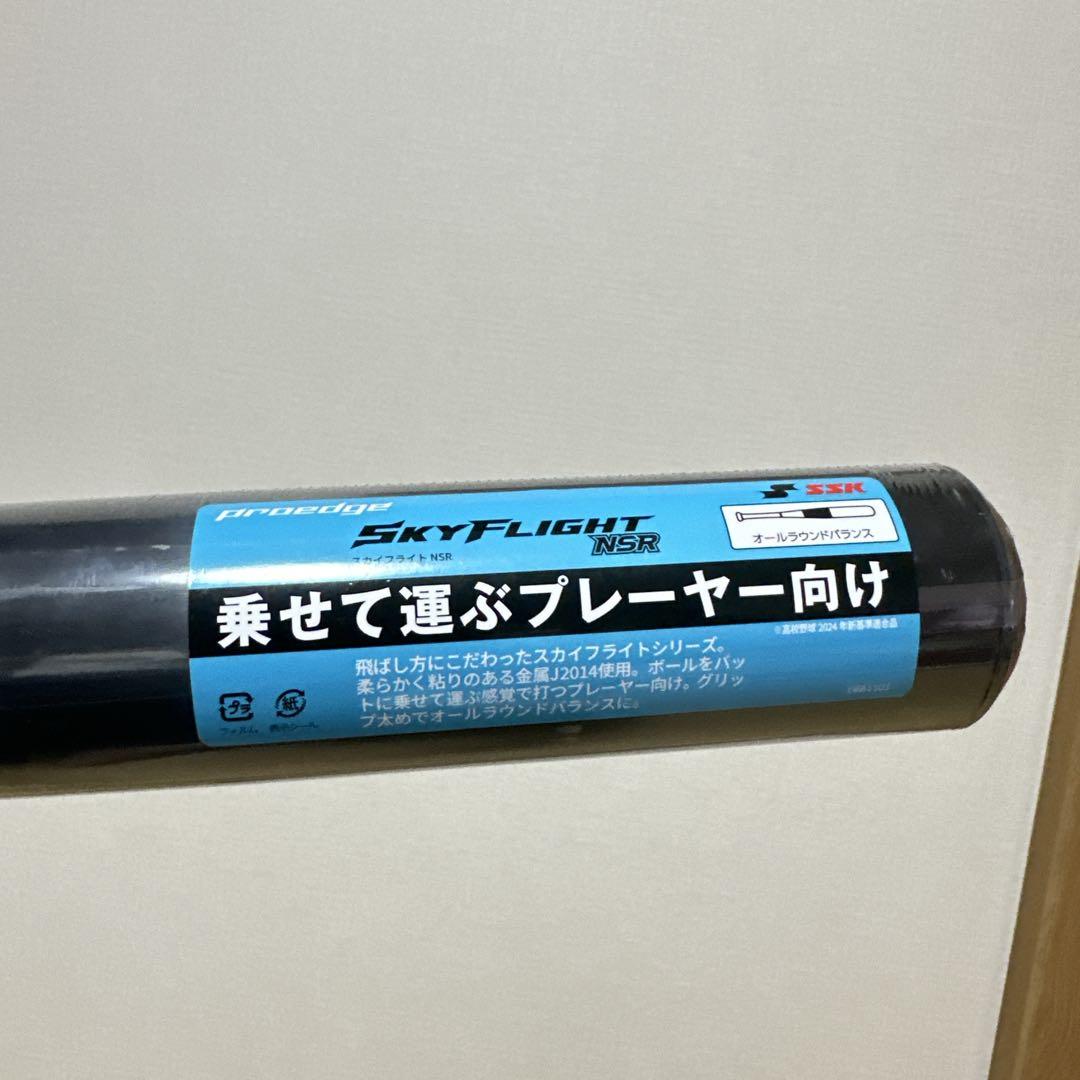 proedge
SKYFLIGHT
NSR
スカイフライト NSR
SSK
オールラウンドバランス
乗せて運ぶプレーヤー向け
※高校野球 2024 年新基準適合品
飛ばし方にこだわったスカイフライトシリーズ。
柔らかく粘りのある金属J2014使用。ボールをバッ
トに乗せて運ぶ感覚で打つプレーヤー向け。グリッ
プ太めでオールラウンドバランスに。
プラ
フィルム
紙
表示シール